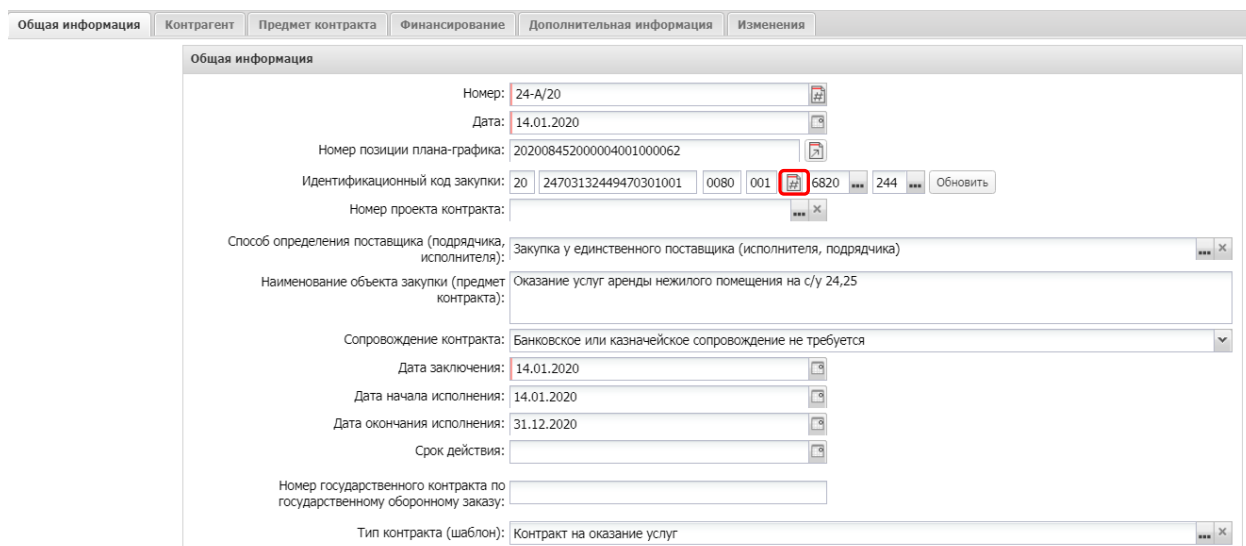 Общая информация Контрагент Предмет контракта Финансирование Дополнительная информация Изменения
Общая информация
Номер: 24-А/20
Дата: 14.01.2020
Номер позиции плана-графика: 202008452000004001000062
Идентификационный код закупки: 20 24703132449470301001 0080 001 6820 244 Обновить
Номер проекта контракта:
Способ определения поставщика (подрядчика,
исполнителя): Закупка у единственного поставщика (исполнителя, подрядчика)
Наименование объекта закупки (предмет
контракта): Оказание услуг аренды нежилого помещения на с/у 24,25
Сопровождение контракта: Банковское или казначейское сопровождение не требуется
Дата заключения: 14.01.2020
Дата начала исполнения: 14.01.2020
Дата окончания исполнения: 31.12.2020
Срок действия:
Номер государственного контракта по
государственному оборонному заказу:
Тип контракта (шаблон): Контракт на оказание услуг